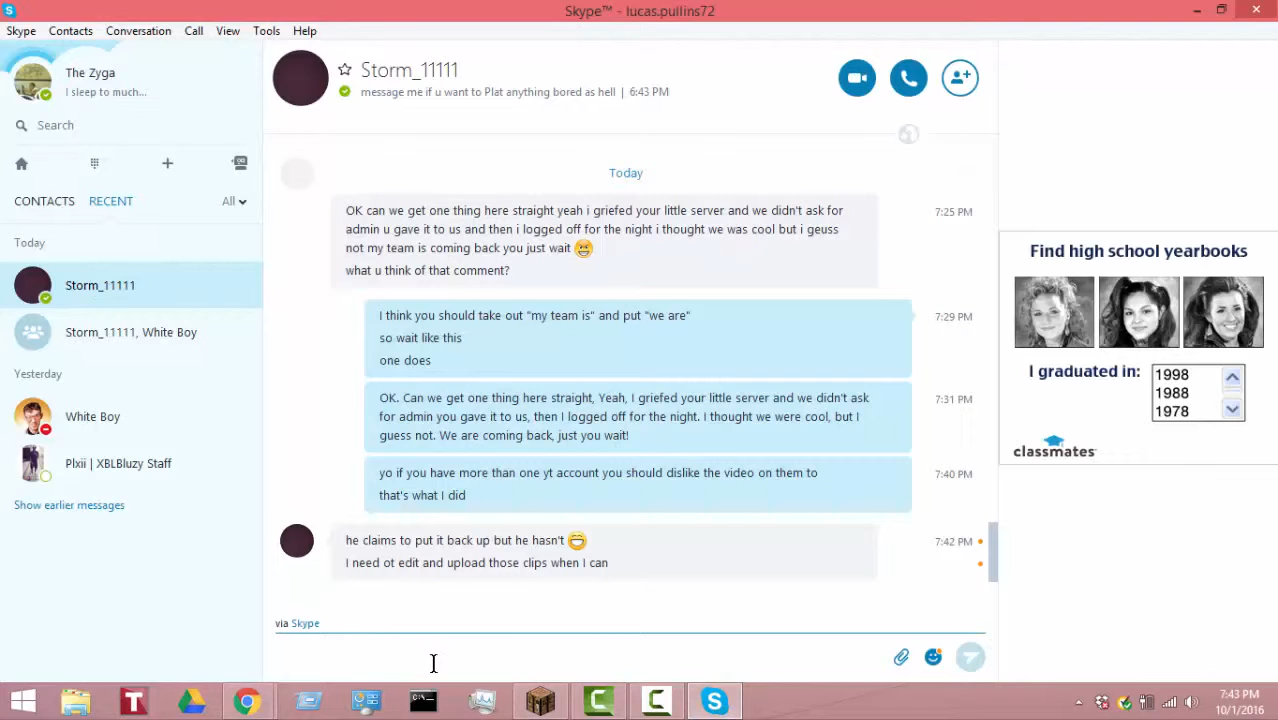 Skype™ - lucas.pullins72
Skype Contacts Conversation Call View Tools Help
The Zyga
I sleep to much...
Search
CONTACTS RECENT All
Today
Storm_11111
Storm_11111, White Boy
Yesterday
White Boy
Plxii | XBLBluzy Staff
Show earlier messages
Storm_11111
message me if u want to Plat anything bored as hell | 6:43 PM
Today
OK can we get one thing here straight yeah i griefed your little server and we didn't ask for
admin u gave it to us and then i logged off for the night i thought we was cool but i geuss
not my team is coming back you just wait
what u think of that comment?
7:25 PM
I think you should take out "my team is" and put "we are"
so wait like this
one does
7:29 PM
OK. Can we get one thing here straight, Yeah, I griefed your little server and we didn't ask
for admin you gave it to us, then I logged off for the night. I thought we were cool, but I
guess not. We are coming back, just you wait!
7:31 PM
yo if you have more than one yt account you should dislike the video on them to
that's what I did
7:40 PM
he claims to put it back up but he hasn't
I need ot edit and upload those clips when I can
7:42 PM
via Skype
Find high school yearbooks
I graduated in:
1998
1988
1978
classmates
7:43 PM
10/1/2016